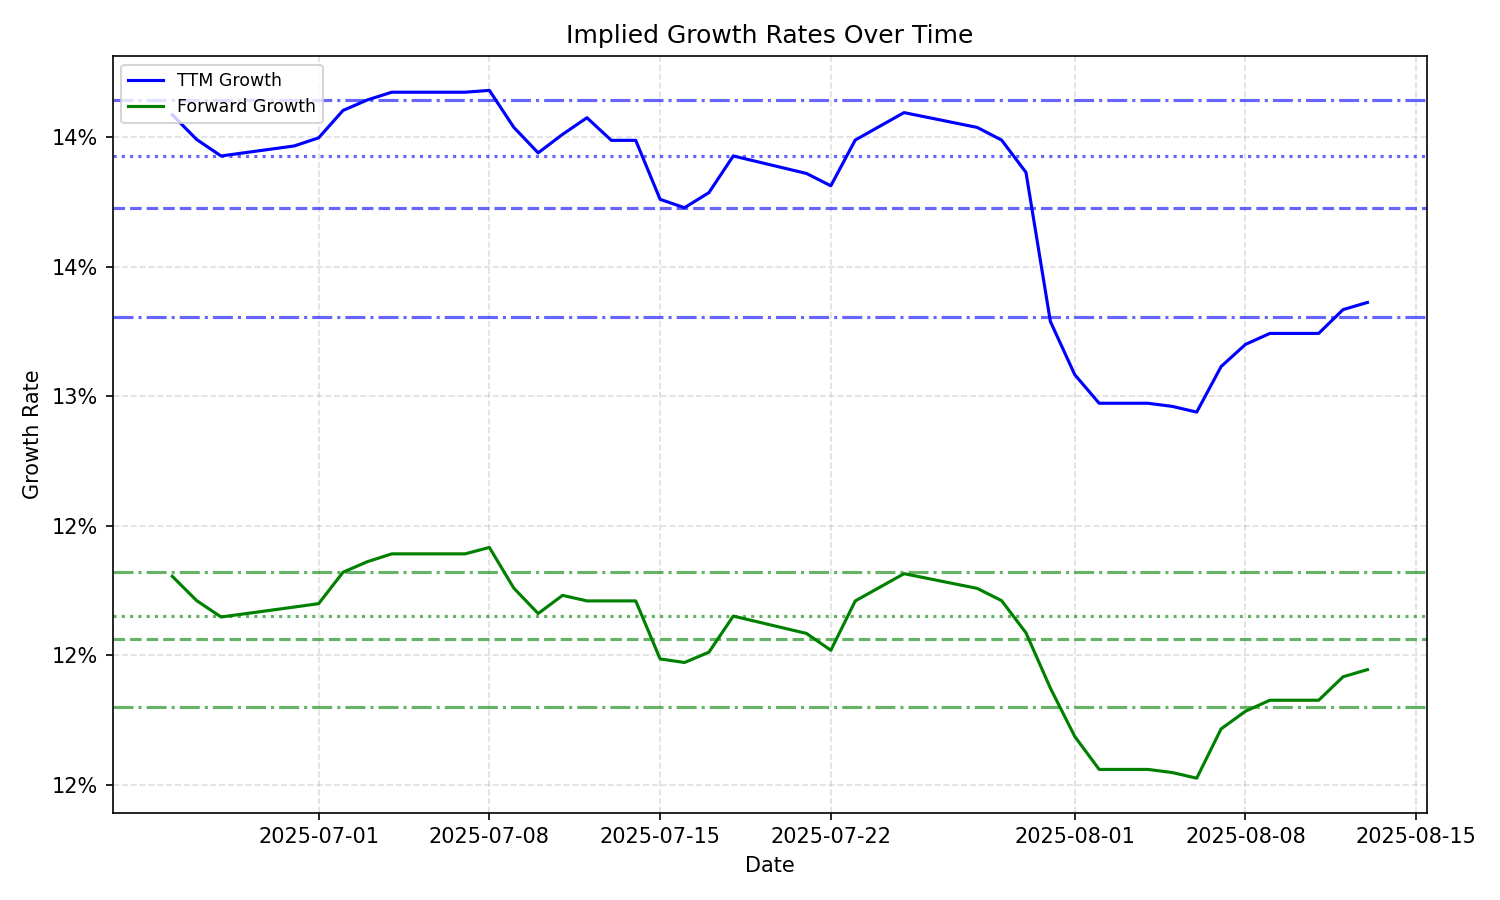 Implied Growth Rates Over Time
TTM Growth
Forward Growth
14%
14%
13%
12%
12%
12%
Growth Rate
2025-07-01
2025-07-08
2025-07-15
2025-07-22
2025-08-01
2025-08-08
2025-08-15
Date